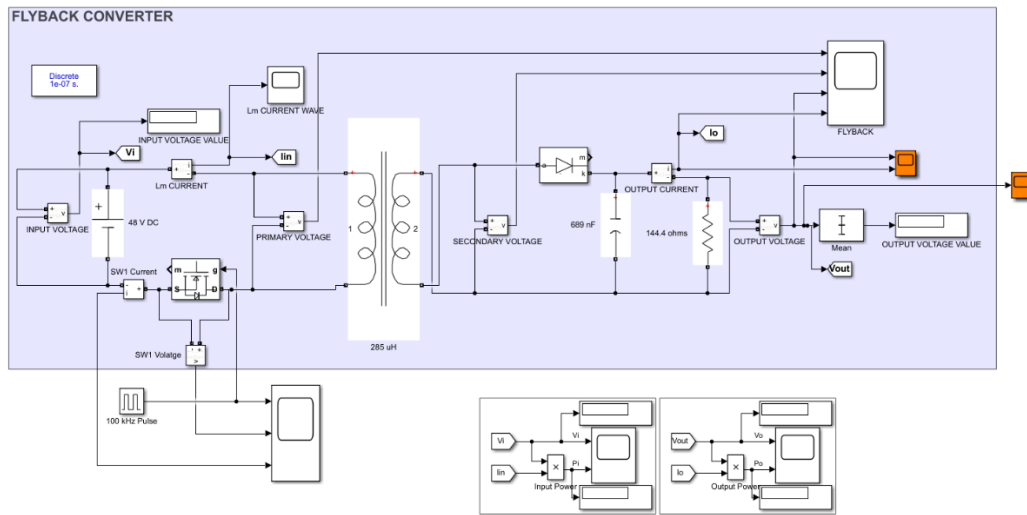 FLYBACK CONVERTER
Discrete
1e-07 s.
Lm CURRENT WAVE
INPUT VOLTAGE VALUE
FLYBACK
Vi
Iin
Io
i
Lm CURRENT
a
m
k
i
OUTPUT CURRENT
v
INPUT VOLTAGE
48 V DC
v
PRIMARY VOLTAGE
1
2
v
SECONDARY VOLTAGE
689 nF
144.4 ohms
v
OUTPUT VOLTAGE
Mean
OUTPUT VOLTAGE VALUE
Vout
SW1 Current
i
m
g
S
D
SW1 Volatge
v
285 uH
100 kHz Pulse
Vi
Vi
Iin
×
Pi
Input Power
Vout
Vo
Io
×
Po
Output Power